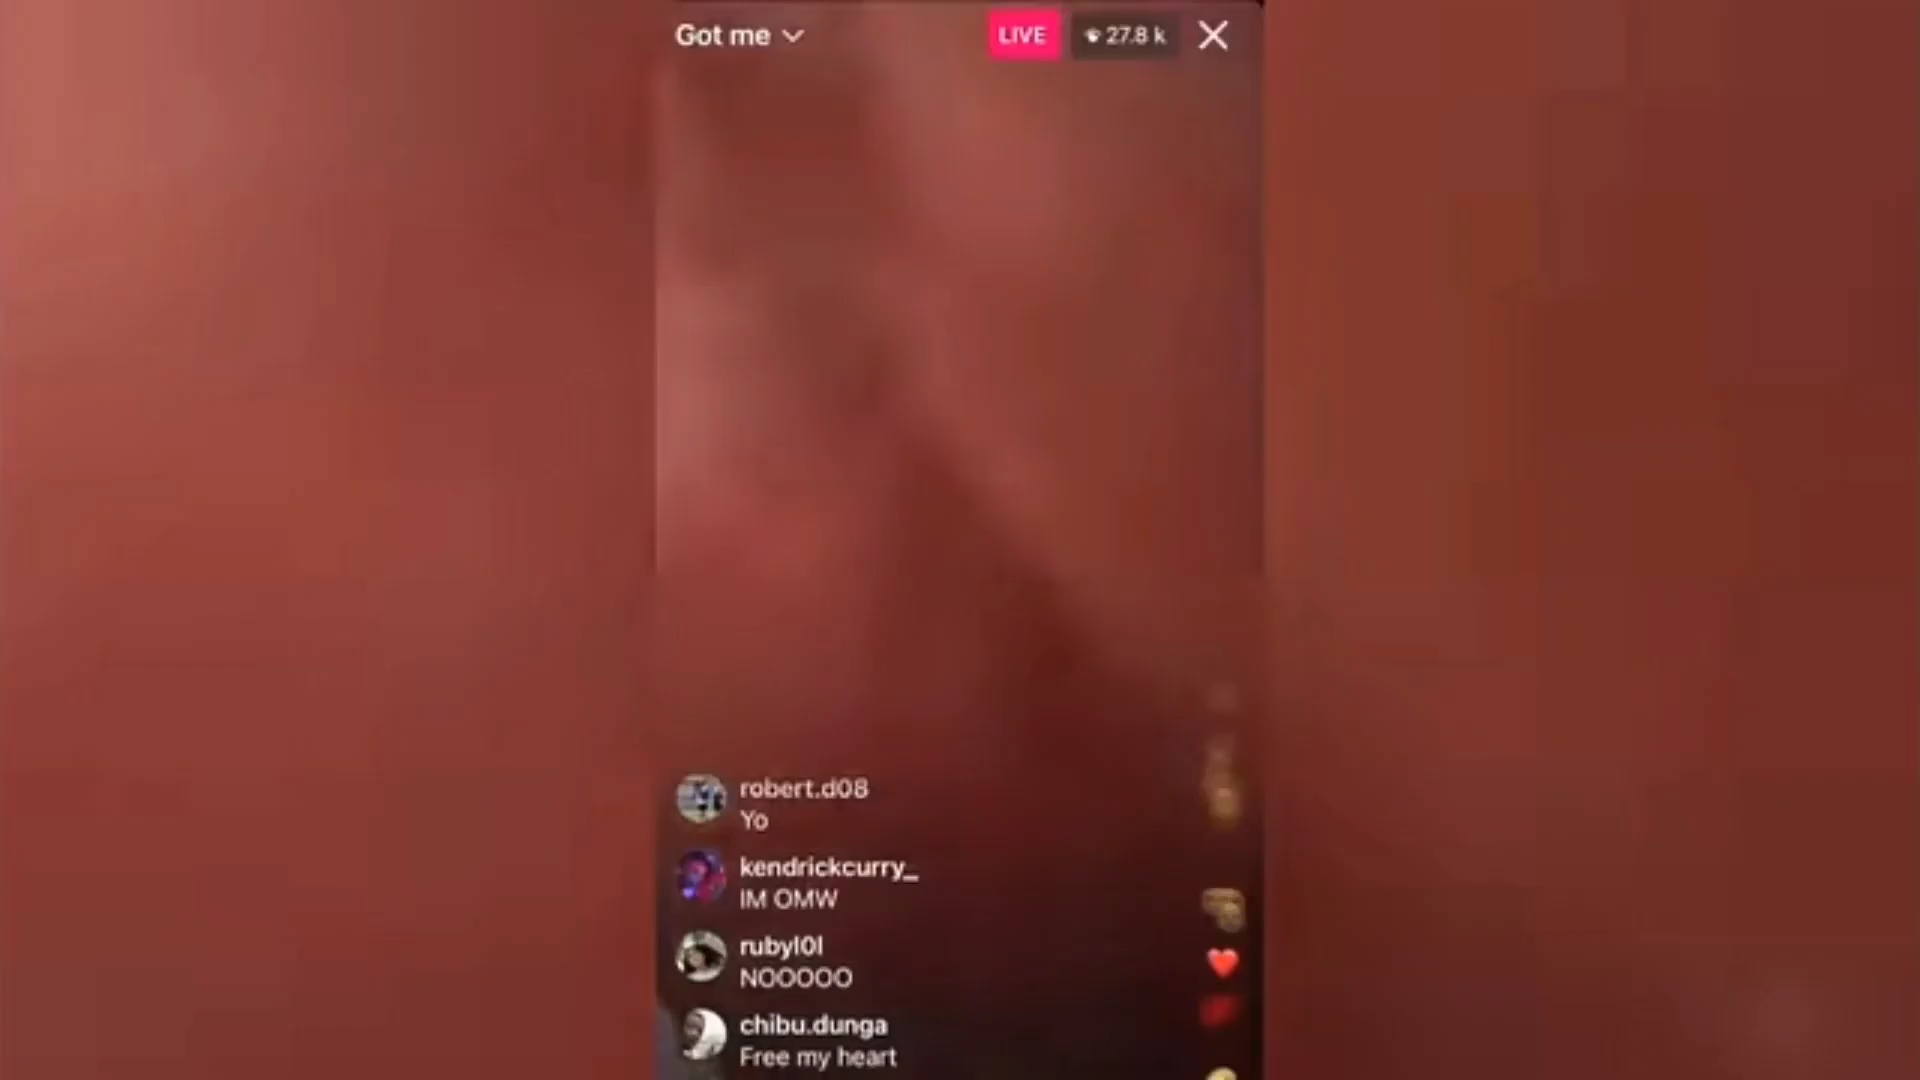 Got me
LIVE
27.8 k
robert.d08
Yo
kendrickcurry_
IM OMW
rubyl0l
NOOOOO
chibu.dunga
Free my heart